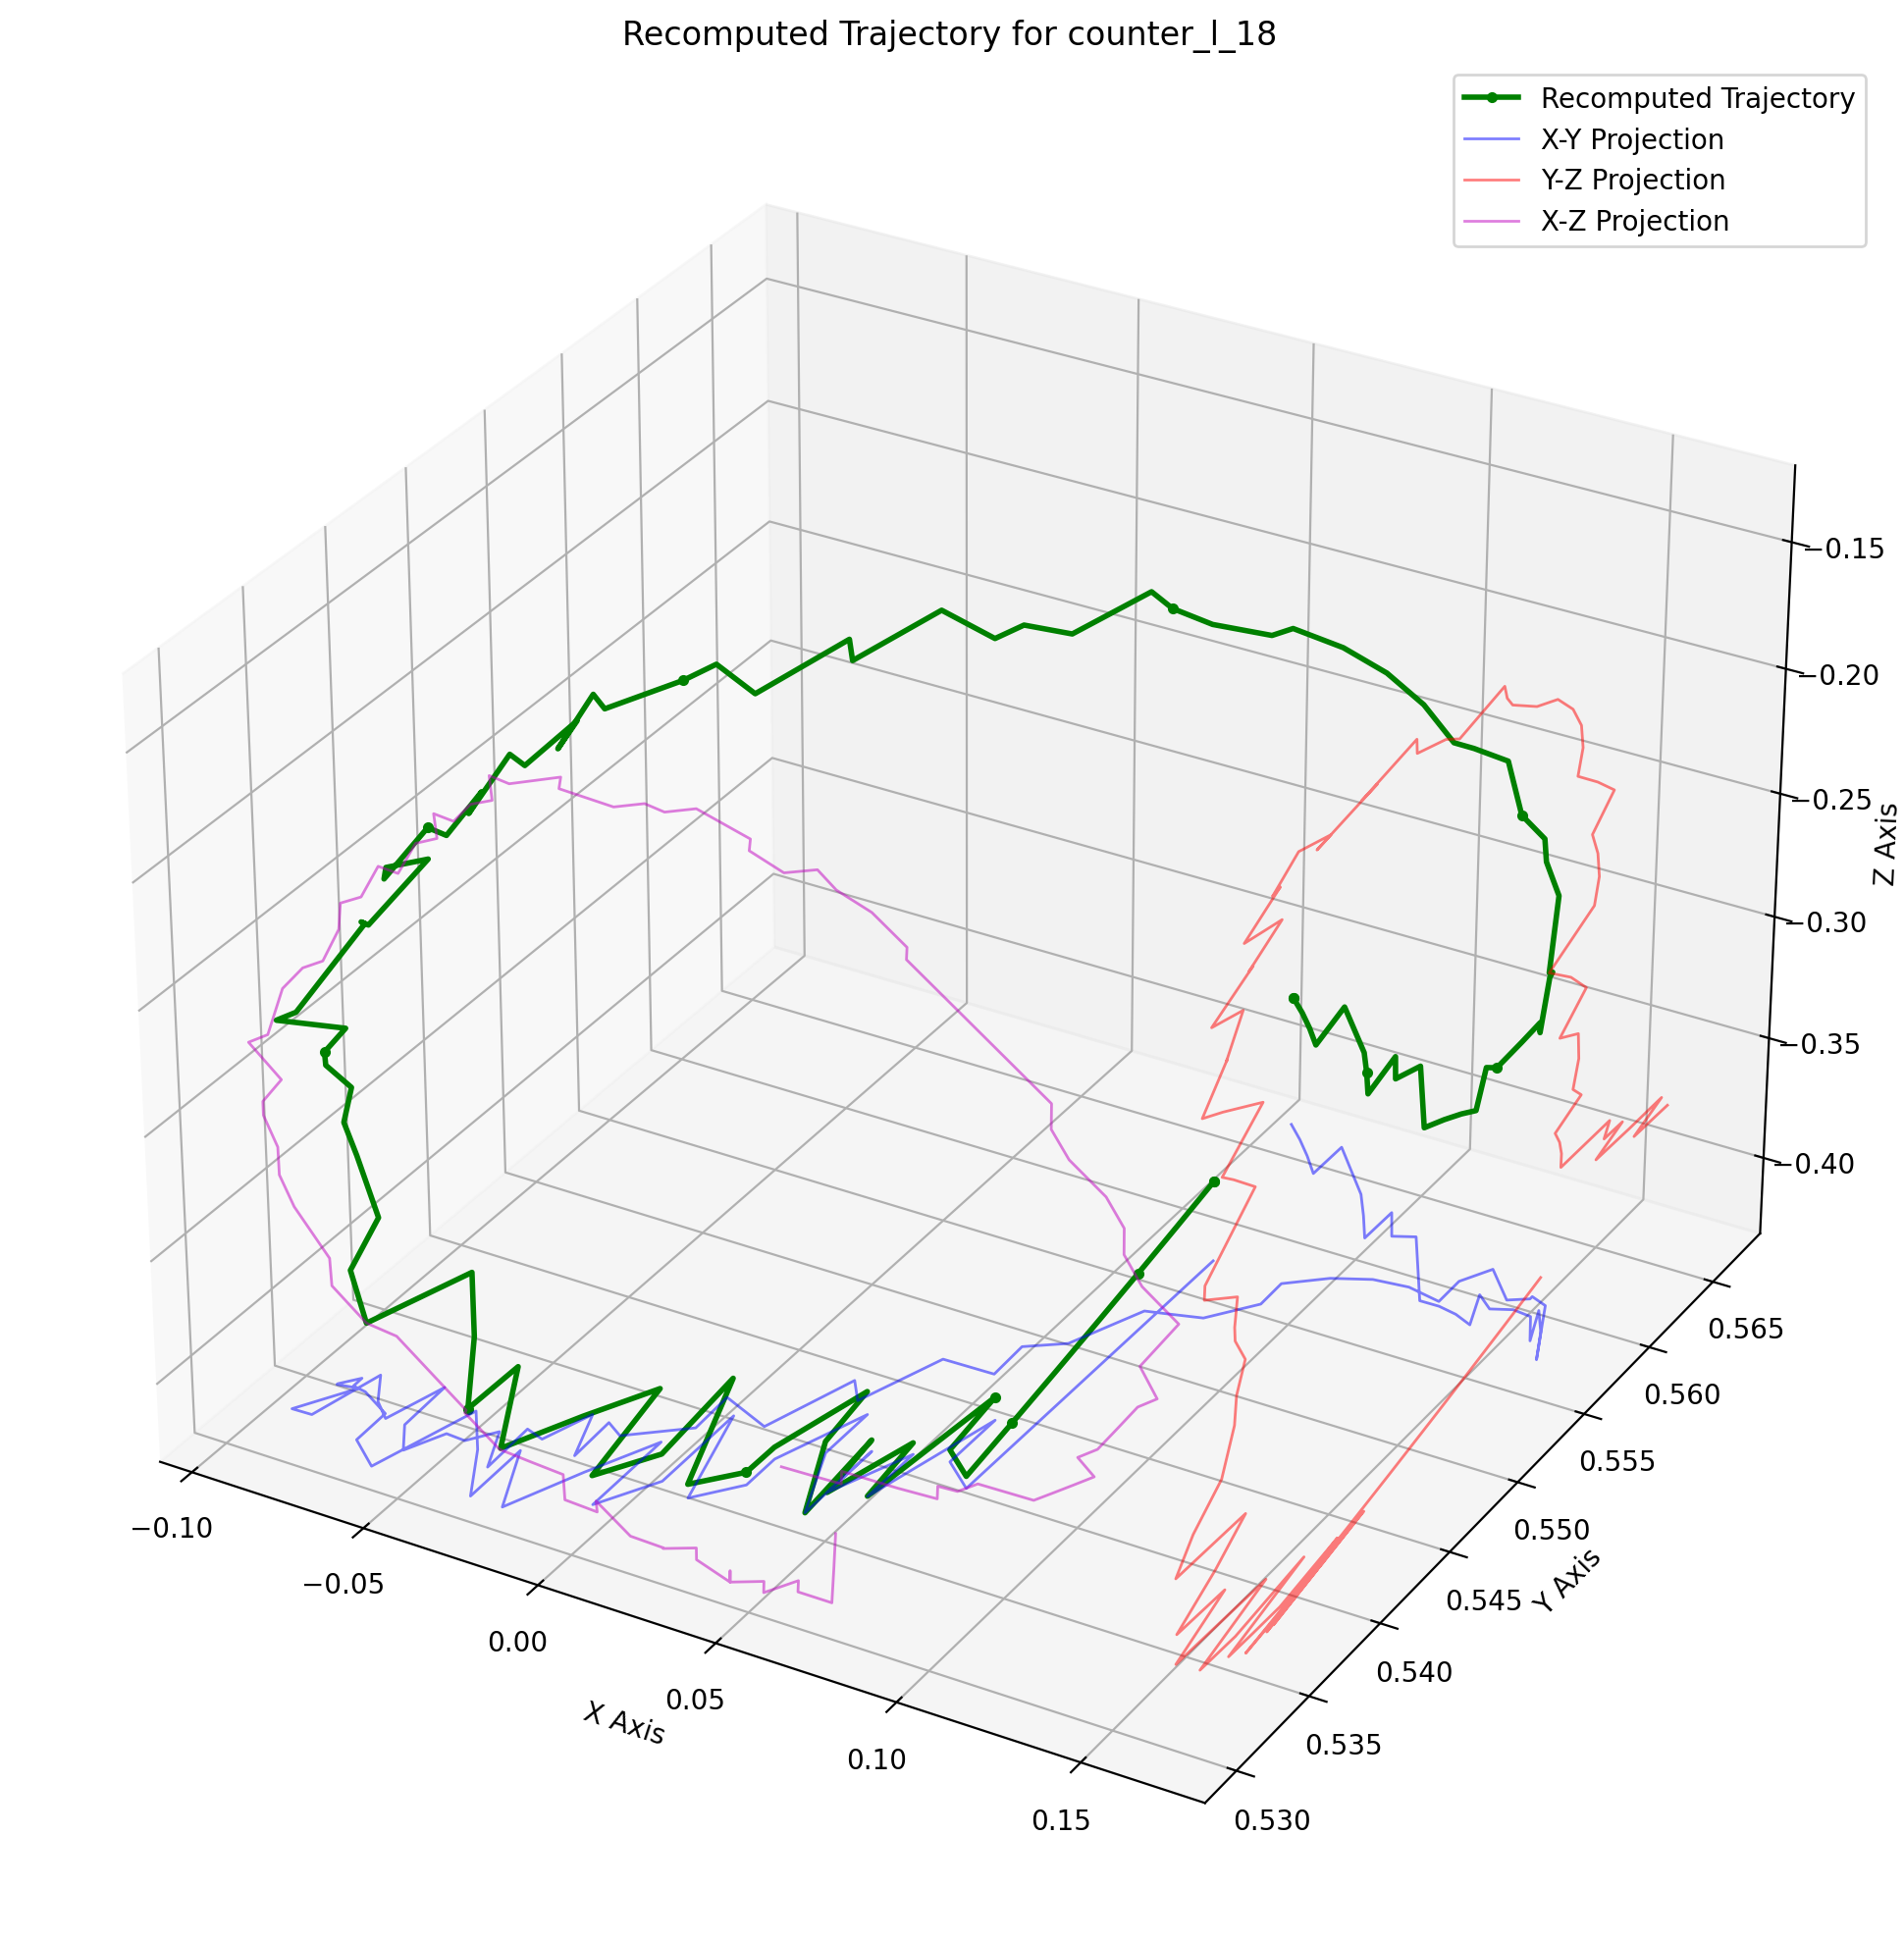 Recomputed Trajectory for counter_l_18
Recomputed Trajectory
X-Y Projection
Y-Z Projection
X-Z Projection
−0.15
−0.20
−0.25
−0.30
−0.35
−0.40
Z Axis
0.565
0.560
0.555
0.550
0.545
0.540
0.535
0.530
Y Axis
−0.10
−0.05
0.00
0.05
0.10
0.15
X Axis